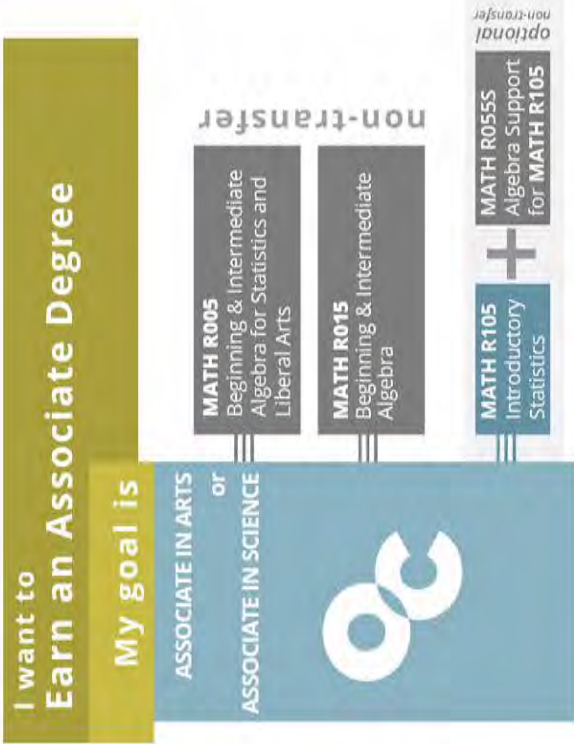 I want to
Earn an Associate Degree
My goal is
ASSOCIATE IN ARTS
or
ASSOCIATE IN SCIENCE
OC
MATH R005
Beginning & Intermediate
Algebra for Statistics and
Liberal Arts
MATH R015
Beginning & Intermediate
Algebra
non-transfer
MATH R105
Introductory
Statistics
+
MATH R055S
Algebra Support
for MATH R105
optional
non-transfer